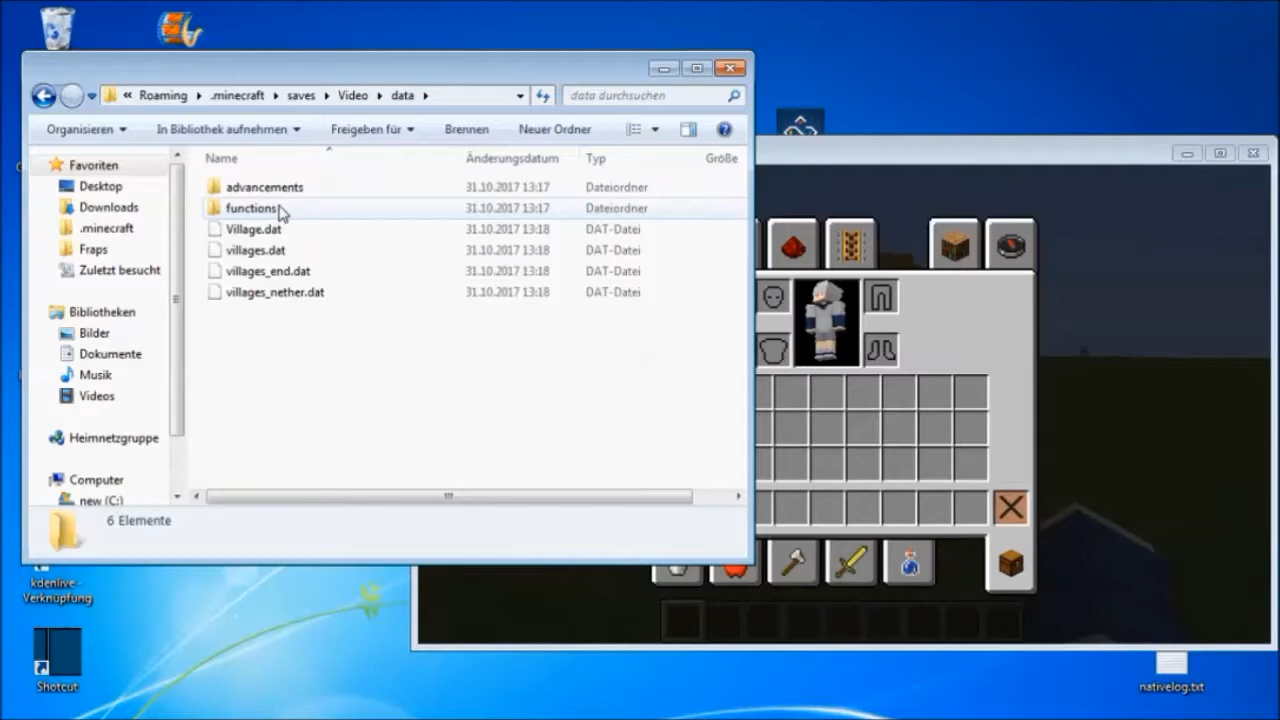 « Roaming ▸ .minecraft ▸ saves ▸ Video ▸ data ▸
data durchsuchen
Organisieren
In Bibliothek aufnehmen
Freigeben für
Brennen
Neuer Ordner
Name Änderungsdatum Typ Größe
Favoriten
Desktop
Downloads
.minecraft
Fraps
Zuletzt besucht
Bibliotheken
Bilder
Dokumente
Musik
Videos
Heimnetzgruppe
Computer
new (C:)
advancements 31.10.2017 13:17 Dateiordner
functions 31.10.2017 13:17 Dateiordner
Village.dat 31.10.2017 13:18 DAT-Datei
villages.dat 31.10.2017 13:18 DAT-Datei
villages_end.dat 31.10.2017 13:18 DAT-Datei
villages_nether.dat 31.10.2017 13:18 DAT-Datei
6 Elemente
kdenlive -
Verknüpfung
Shotcut
nativelog.txt